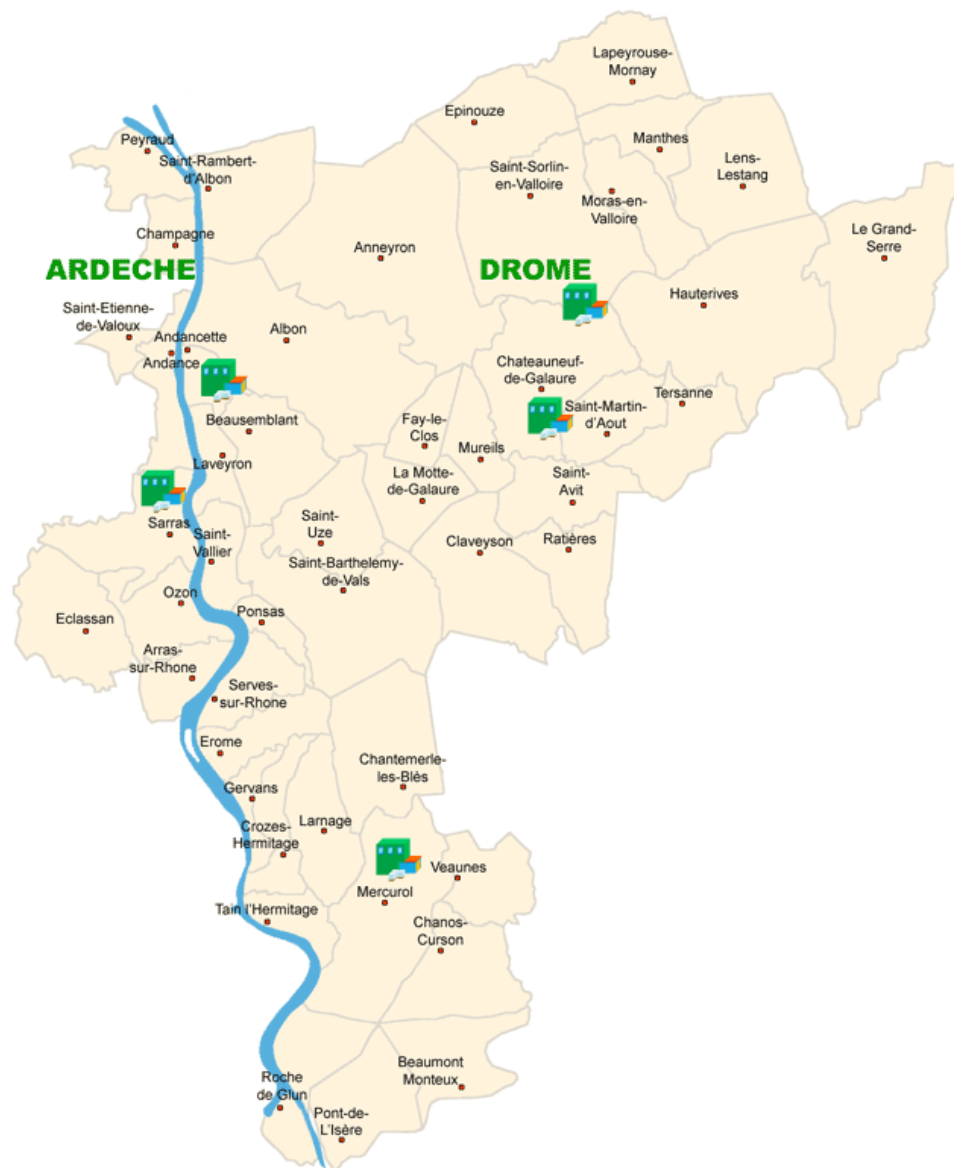 Lapeyrouse-
Mornay
Epinouze
Manthes
Peyraud
Saint-Rambert-
d'Albon
Saint-Sorlin-
en-Valloire
Lens-
Lestang
Moras-en-
Valloire
Champagne
Anneyron
Le Grand-
Serre
ARDECHE
DROME
Hauterives
Saint-Etienne-
de-Valoux
Andancette
Albon
Andance
Chateauneuf-
de-Galaure
Tersanne
Beausemblant
Fay-le-
Clos
Saint-Martin-
d'Aout
Mureils
Laveyron
La Motte-
de-Galaure
Saint-
Avit
Sarras
Saint-
Vallier
Saint-
Uze
Claveyson
Ratières
Saint-Barthelemy-
de-Vals
Ozon
Ponsas
Eclassan
Arras-
sur-Rhone
Serves-
sur-Rhone
Erome
Chantemerle-
les-Blès
Gervans
Larnage
Crozes-
Hermitage
Veaunes
Mercurol
Tain l'Hermitage
Chanos-
Curson
Beaumont
Monteux
Roche
de Glun
Pont-de-
L'Isère